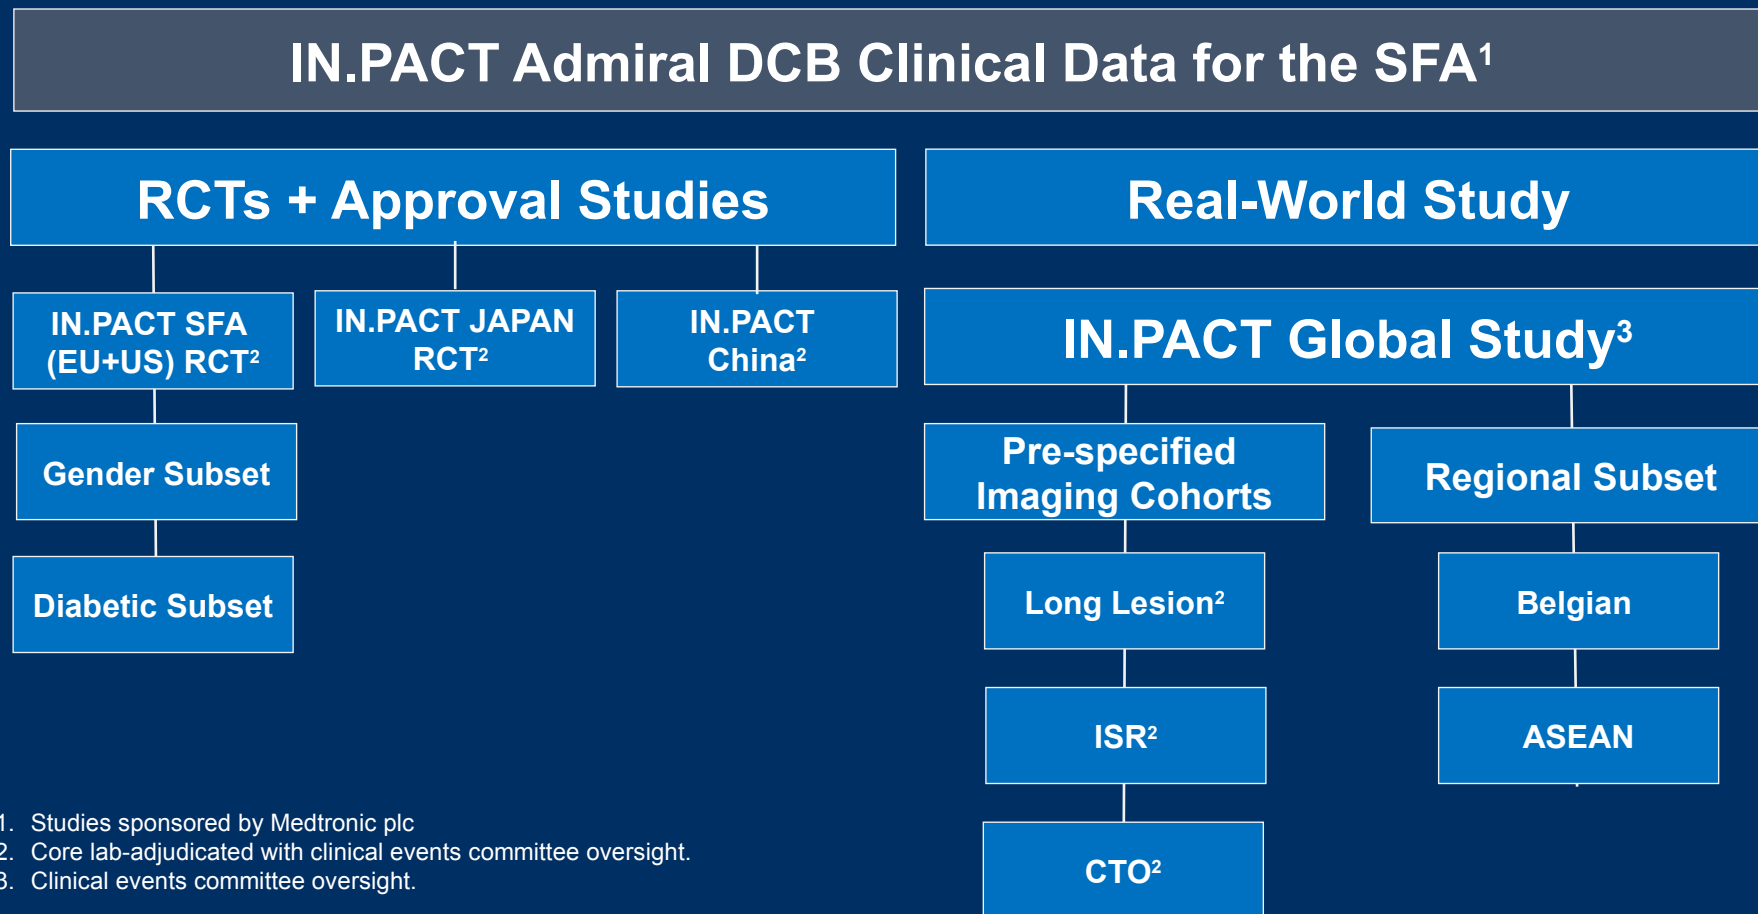 IN.PACT Admiral DCB Clinical Data for the SFA¹
RCTs + Approval Studies
Real-World Study
IN.PACT SFA
(EU+US) RCT²
IN.PACT JAPAN
RCT²
IN.PACT
China²
IN.PACT Global Study³
Gender Subset
Diabetic Subset
Pre-specified
Imaging Cohorts
Regional Subset
Long Lesion²
Belgian
ISR²
ASEAN
CTO²
1. Studies sponsored by Medtronic plc
2. Core lab-adjudicated with clinical events committee oversight.
3. Clinical events committee oversight.